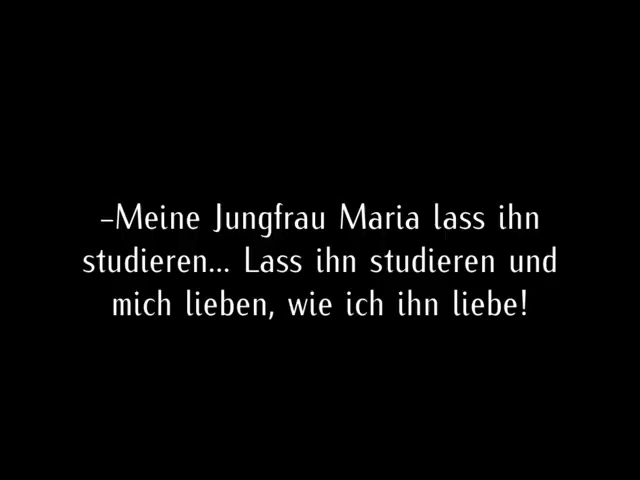 –Meine Jungfrau Maria lass ihn
studieren... Lass ihn studieren und
mich lieben, wie ich ihn liebe!